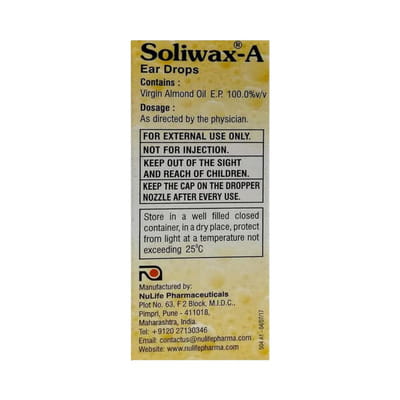 Soliwax®-A
Ear Drops
Contains :
Virgin Almond Oil E.P. 100.0%v/v
Dosage :
As directed by the physician.
FOR EXTERNAL USE ONLY.
NOT FOR INJECTION.
KEEP OUT OF THE SIGHT
AND REACH OF CHILDREN.
KEEP THE CAP ON THE DROPPER
NOZZLE AFTER EVERY USE.
Store in a well filled closed
container, in a dry place, protect
from light at a temperature not
exceeding 25⁰C
Manufactured by:
NuLife Pharmaceuticals
Plot No. 63, F 2 Block, M.I.D.C.,
Pimpri, Pune - 411018,
Maharashtra, India.
Tel: +9120 27130346
Email: contactus@nulifepharma.com
Website: www.nulifepharma.com